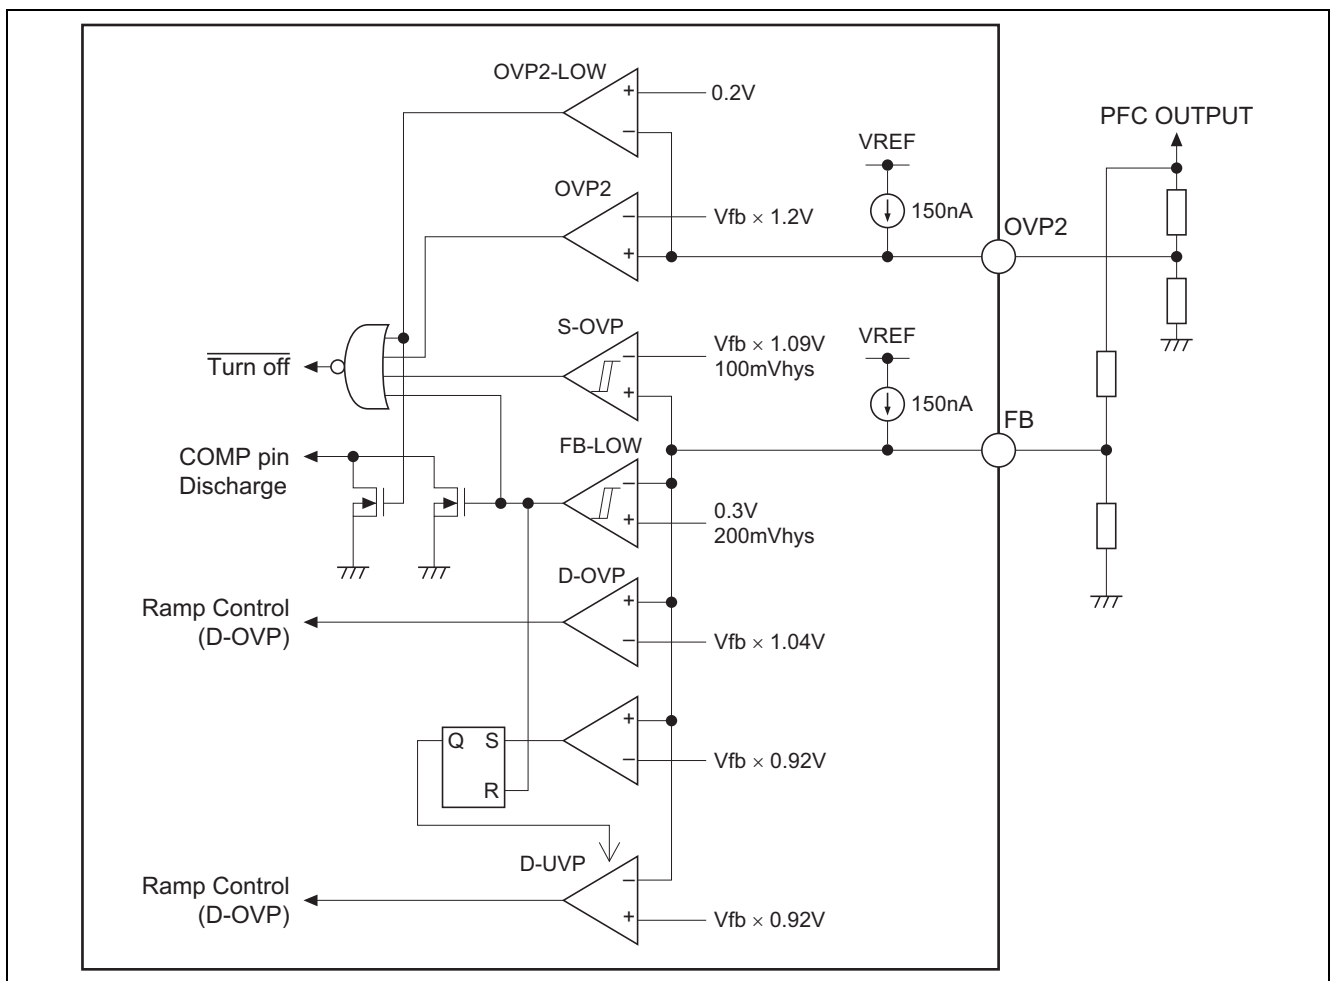 OVP2-LOW
+
−
0.2V
PFC OUTPUT
VREF
150nA
OVP2
−
+
Vfb × 1.2V
OVP2
S-OVP
−
+
Vfb × 1.09V
100mVhys
VREF
150nA
FB
Turn off
COMP pin
Discharge
FB-LOW
−
+
0.3V
200mVhys
D-OVP
+
−
Vfb × 1.04V
Ramp Control
(D-OVP)
+
−
Vfb × 0.92V
Q S
R
D-UVP
−
+
Vfb × 0.92V
Ramp Control
(D-OVP)